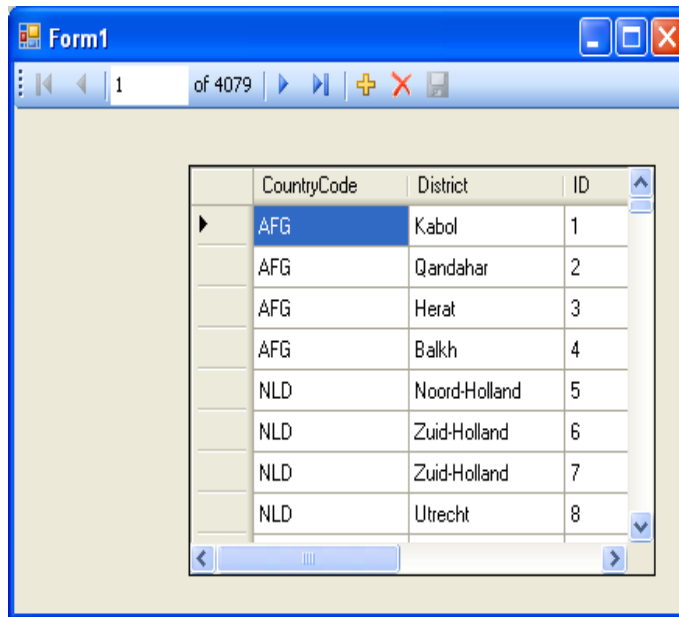 Form1
1 of 4079
CountryCode District ID
AFG Kabol 1
AFG Qandahar 2
AFG Herat 3
AFG Balkh 4
NLD Noord-Holland 5
NLD Zuid-Holland 6
NLD Zuid-Holland 7
NLD Utrecht 8